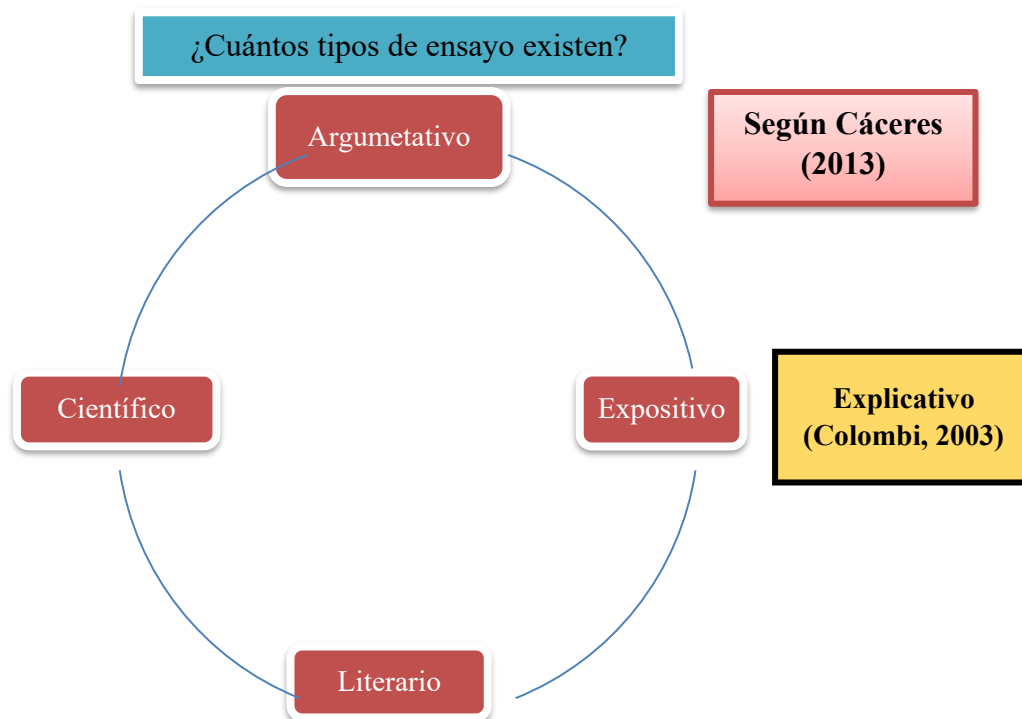 ¿Cuántos tipos de ensayo existen?
Argumetativo
Según Cáceres
(2013)
Científico
Expositivo
Explicativo
(Colombi, 2003)
Literario